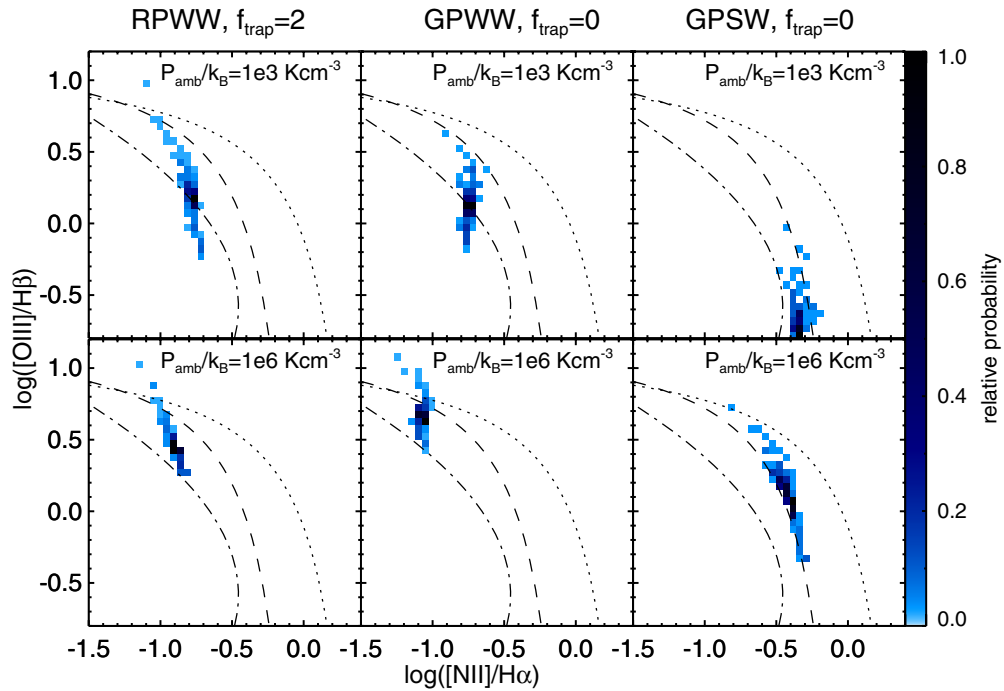 RPWW, f_trap=2
GPWW, f_trap=0
GPSW, f_trap=0
P_amb/k_B=1e3 Kcm^-3
P_amb/k_B=1e3 Kcm^-3
P_amb/k_B=1e3 Kcm^-3
1.0
0.5
0.0
-0.5
P_amb/k_B=1e6 Kcm^-3
P_amb/k_B=1e6 Kcm^-3
P_amb/k_B=1e6 Kcm^-3
1.0
0.5
0.0
-0.5
log([OIII]/Hβ)
-1.5 -1.0 -0.5 0.0 -1.0 -0.5 0.0 -1.0 -0.5 0.0
log([NII]/Hα)
1.0
0.8
0.6
0.4
0.2
0.0
relative probability